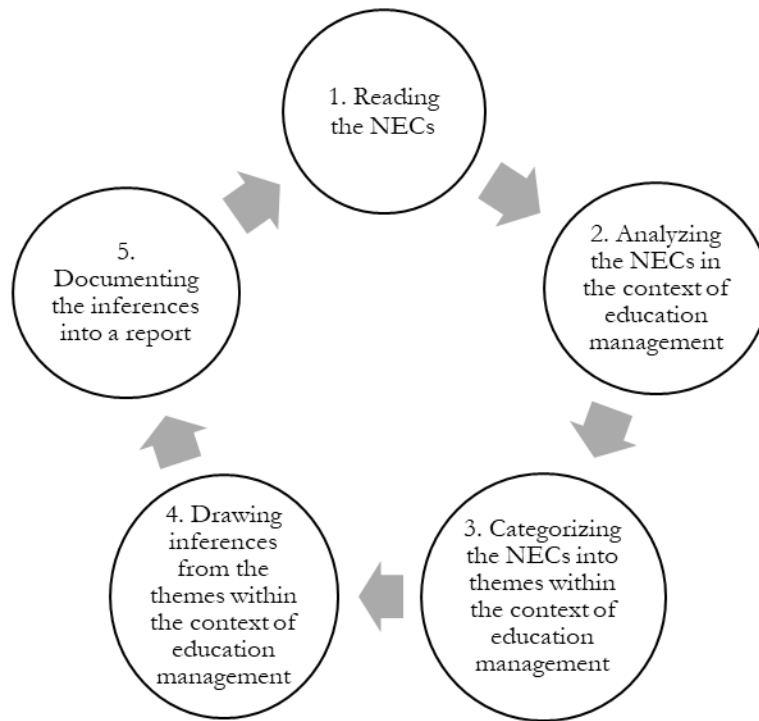 1. Reading
the NECs
2. Analyzing
the NECs in
the context of
education
management
3. Categorizing
the NECs into
themes within
the context of
education
management
4. Drawing
inferences
from the
themes within
the context of
education
management
5.
Documenting
the inferences
into a report